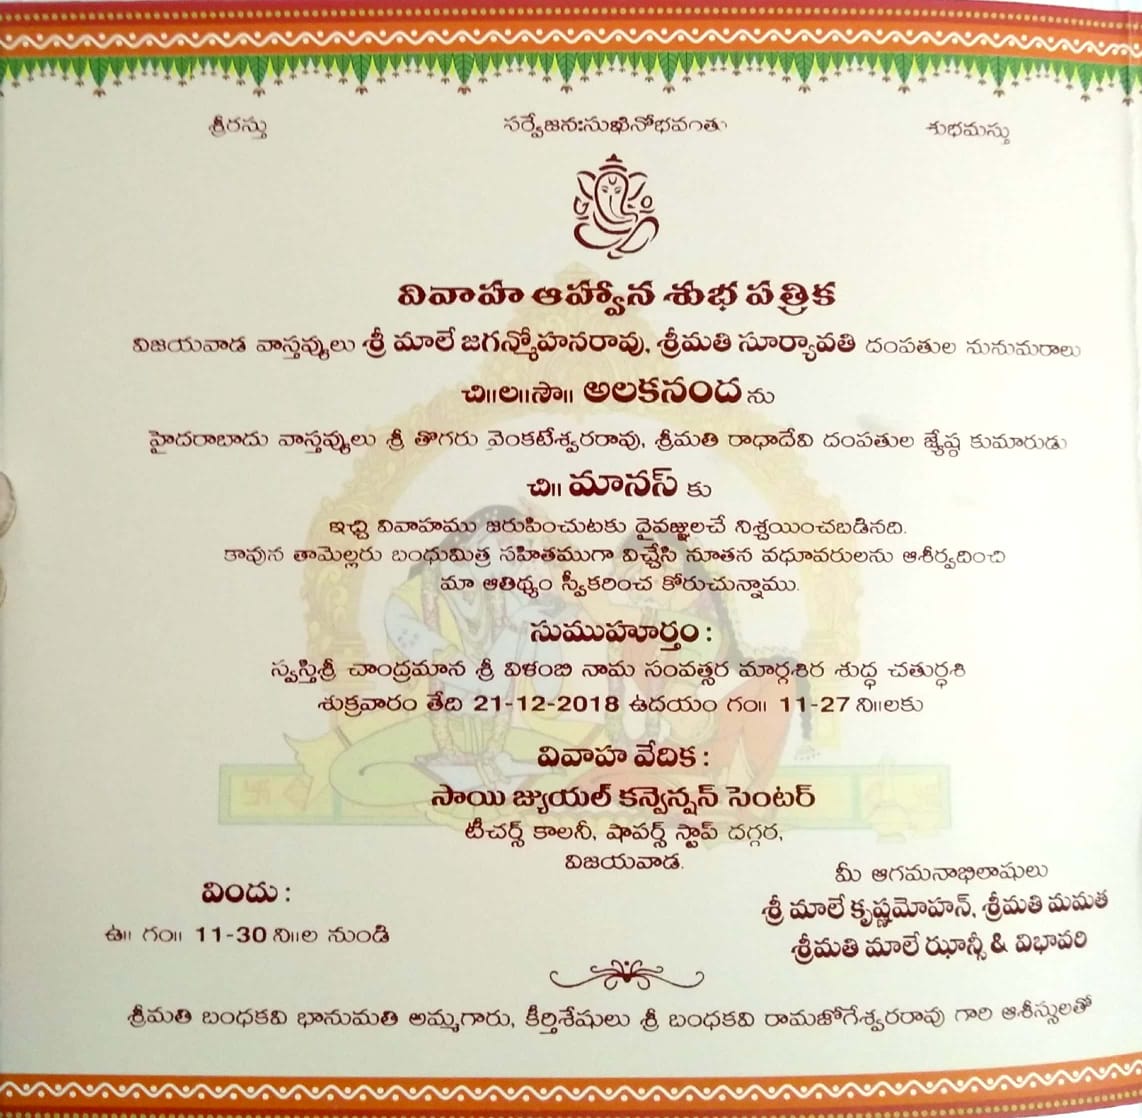 శ్రీరస్తు
సర్వేజనాఃసుఖినోభవంతు
శుభమస్తు
వివాహ ఆహ్వాన శుభ పత్రిక
విజయవాడ వాస్తవ్యులు శ్రీ మాలే జగన్మోహనరావు, శ్రీమతి సూర్యావతి దంపతుల మనుమరాలు
చి॥ల॥సౌ॥ అలకనంద ను
హైదరాబాదు వాస్తవ్యులు శ్రీ తొగరు వెంకటేశ్వరరావు, శ్రీమతి రాధాదేవి దంపతుల జ్యేష్ఠ కుమారుడు
చి॥ మానస్ కు
ఇచ్చి వివాహము జరుపించుటకు దైవజ్ఞులచే నిశ్చయించబడినది.
కావున తామెల్లరు బంధుమిత్ర సహితముగా విచ్చేసి నూతన వధూవరులను ఆశీర్వదించి
మా ఆతిథ్యం స్వీకరించ కోరుచున్నాము.
సుముహూర్తం :
స్వస్తిశ్రీ చాంద్రమాన శ్రీ విళంబి నామ సంవత్సర మార్గశిర శుద్ధ చతుర్ధశి
శుక్రవారం తేది 21-12-2018 ఉదయం గం॥ 11-27 ని॥లకు
వివాహ వేదిక :
సాయి జ్యుయల్ కన్వెన్షన్ సెంటర్
టీచర్స్ కాలనీ, షాపర్స్ స్టాప్ దగ్గర,
విజయవాడ.
విందు :
ఉ॥ గం॥ 11-30 ని॥ల నుండి
మీ ఆగమనాభిలాషులు
శ్రీ మాలే కృష్ణమోహన్, శ్రీమతి మమత
శ్రీమతి మాలే ఝాన్సీ & విభావరి
శ్రీమతి బంధకవి భానుమతి అమ్మగారు, కీర్తిశేషులు శ్రీ బంధకవి రామజోగేశ్వరరావు గారి ఆశీస్సులతో